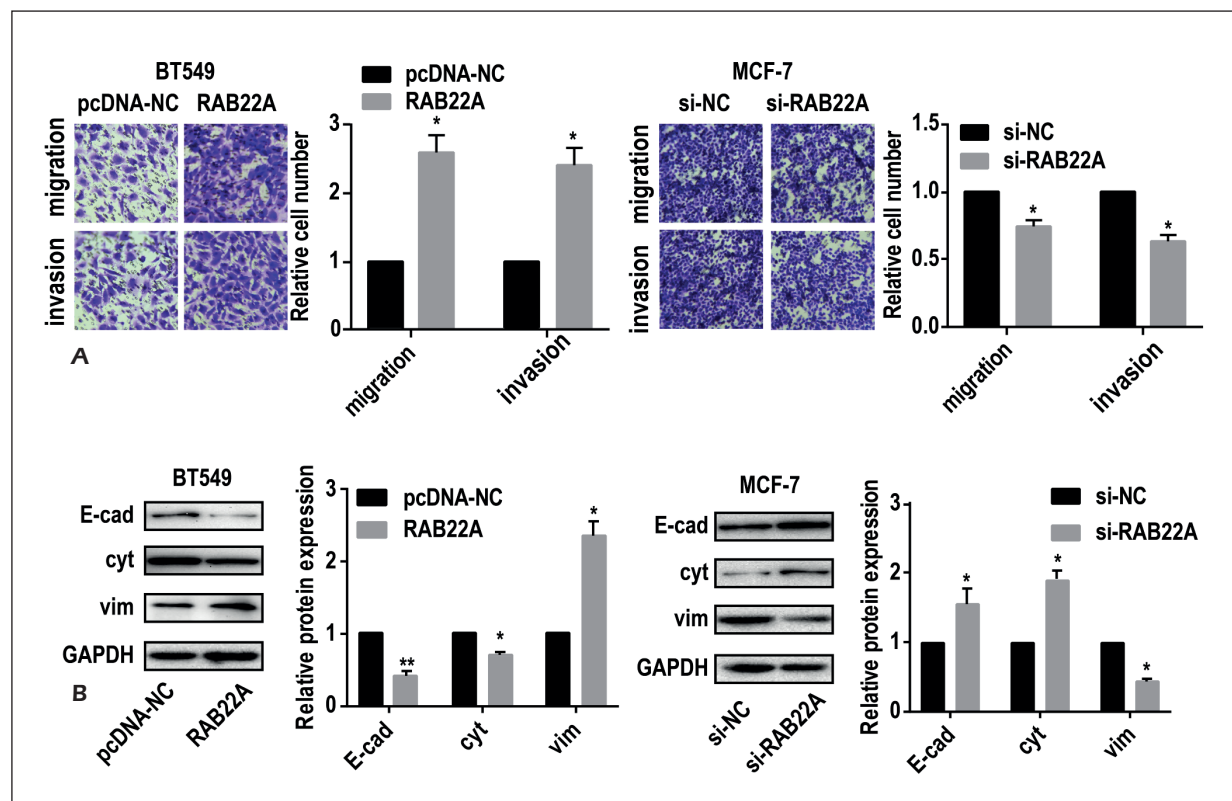 BT549
pcDNA-NC RAB22A
migration
invasion
pcDNA-NC
RAB22A
Relative cell number
3
2
1
0
*
*
migration
invasion
MCF-7
si-NC si-RAB22A
migration
invasion
si-NC
si-RAB22A
Relative cell number
1.5
1.0
0.5
0.0
*
*
migration
invasion
A
BT549
E-cad
cyt
vim
GAPDH
pcDNA-NC
RAB22A
pcDNA-NC
RAB22A
Relative protein expression
3
2
1
0
**
*
*
E-cad
cyt
vim
MCF-7
E-cad
cyt
vim
GAPDH
si-NC
si-RAB22A
si-NC
si-RAB22A
Relative protein expression
3
2
1
0
*
*
*
E-cad
cyt
vim
B